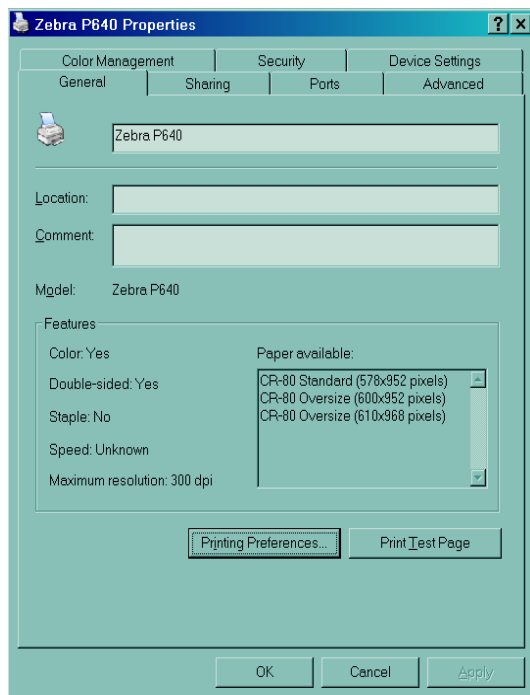 Zebra P640 Properties
? x
Color Management Security Device Settings
General Sharing Ports Advanced
Zebra P640
Location:
Comment:
Model: Zebra P640
Features
Color: Yes
Paper available:
Double-sided: Yes
CR-80 Standard (578x952 pixels)
CR-80 Oversize (600x952 pixels)
Staple: No
CR-80 Oversize (610x968 pixels)
Speed: Unknown
Maximum resolution: 300 dpi
Printing Preferences... Print Test Page
OK Cancel Apply